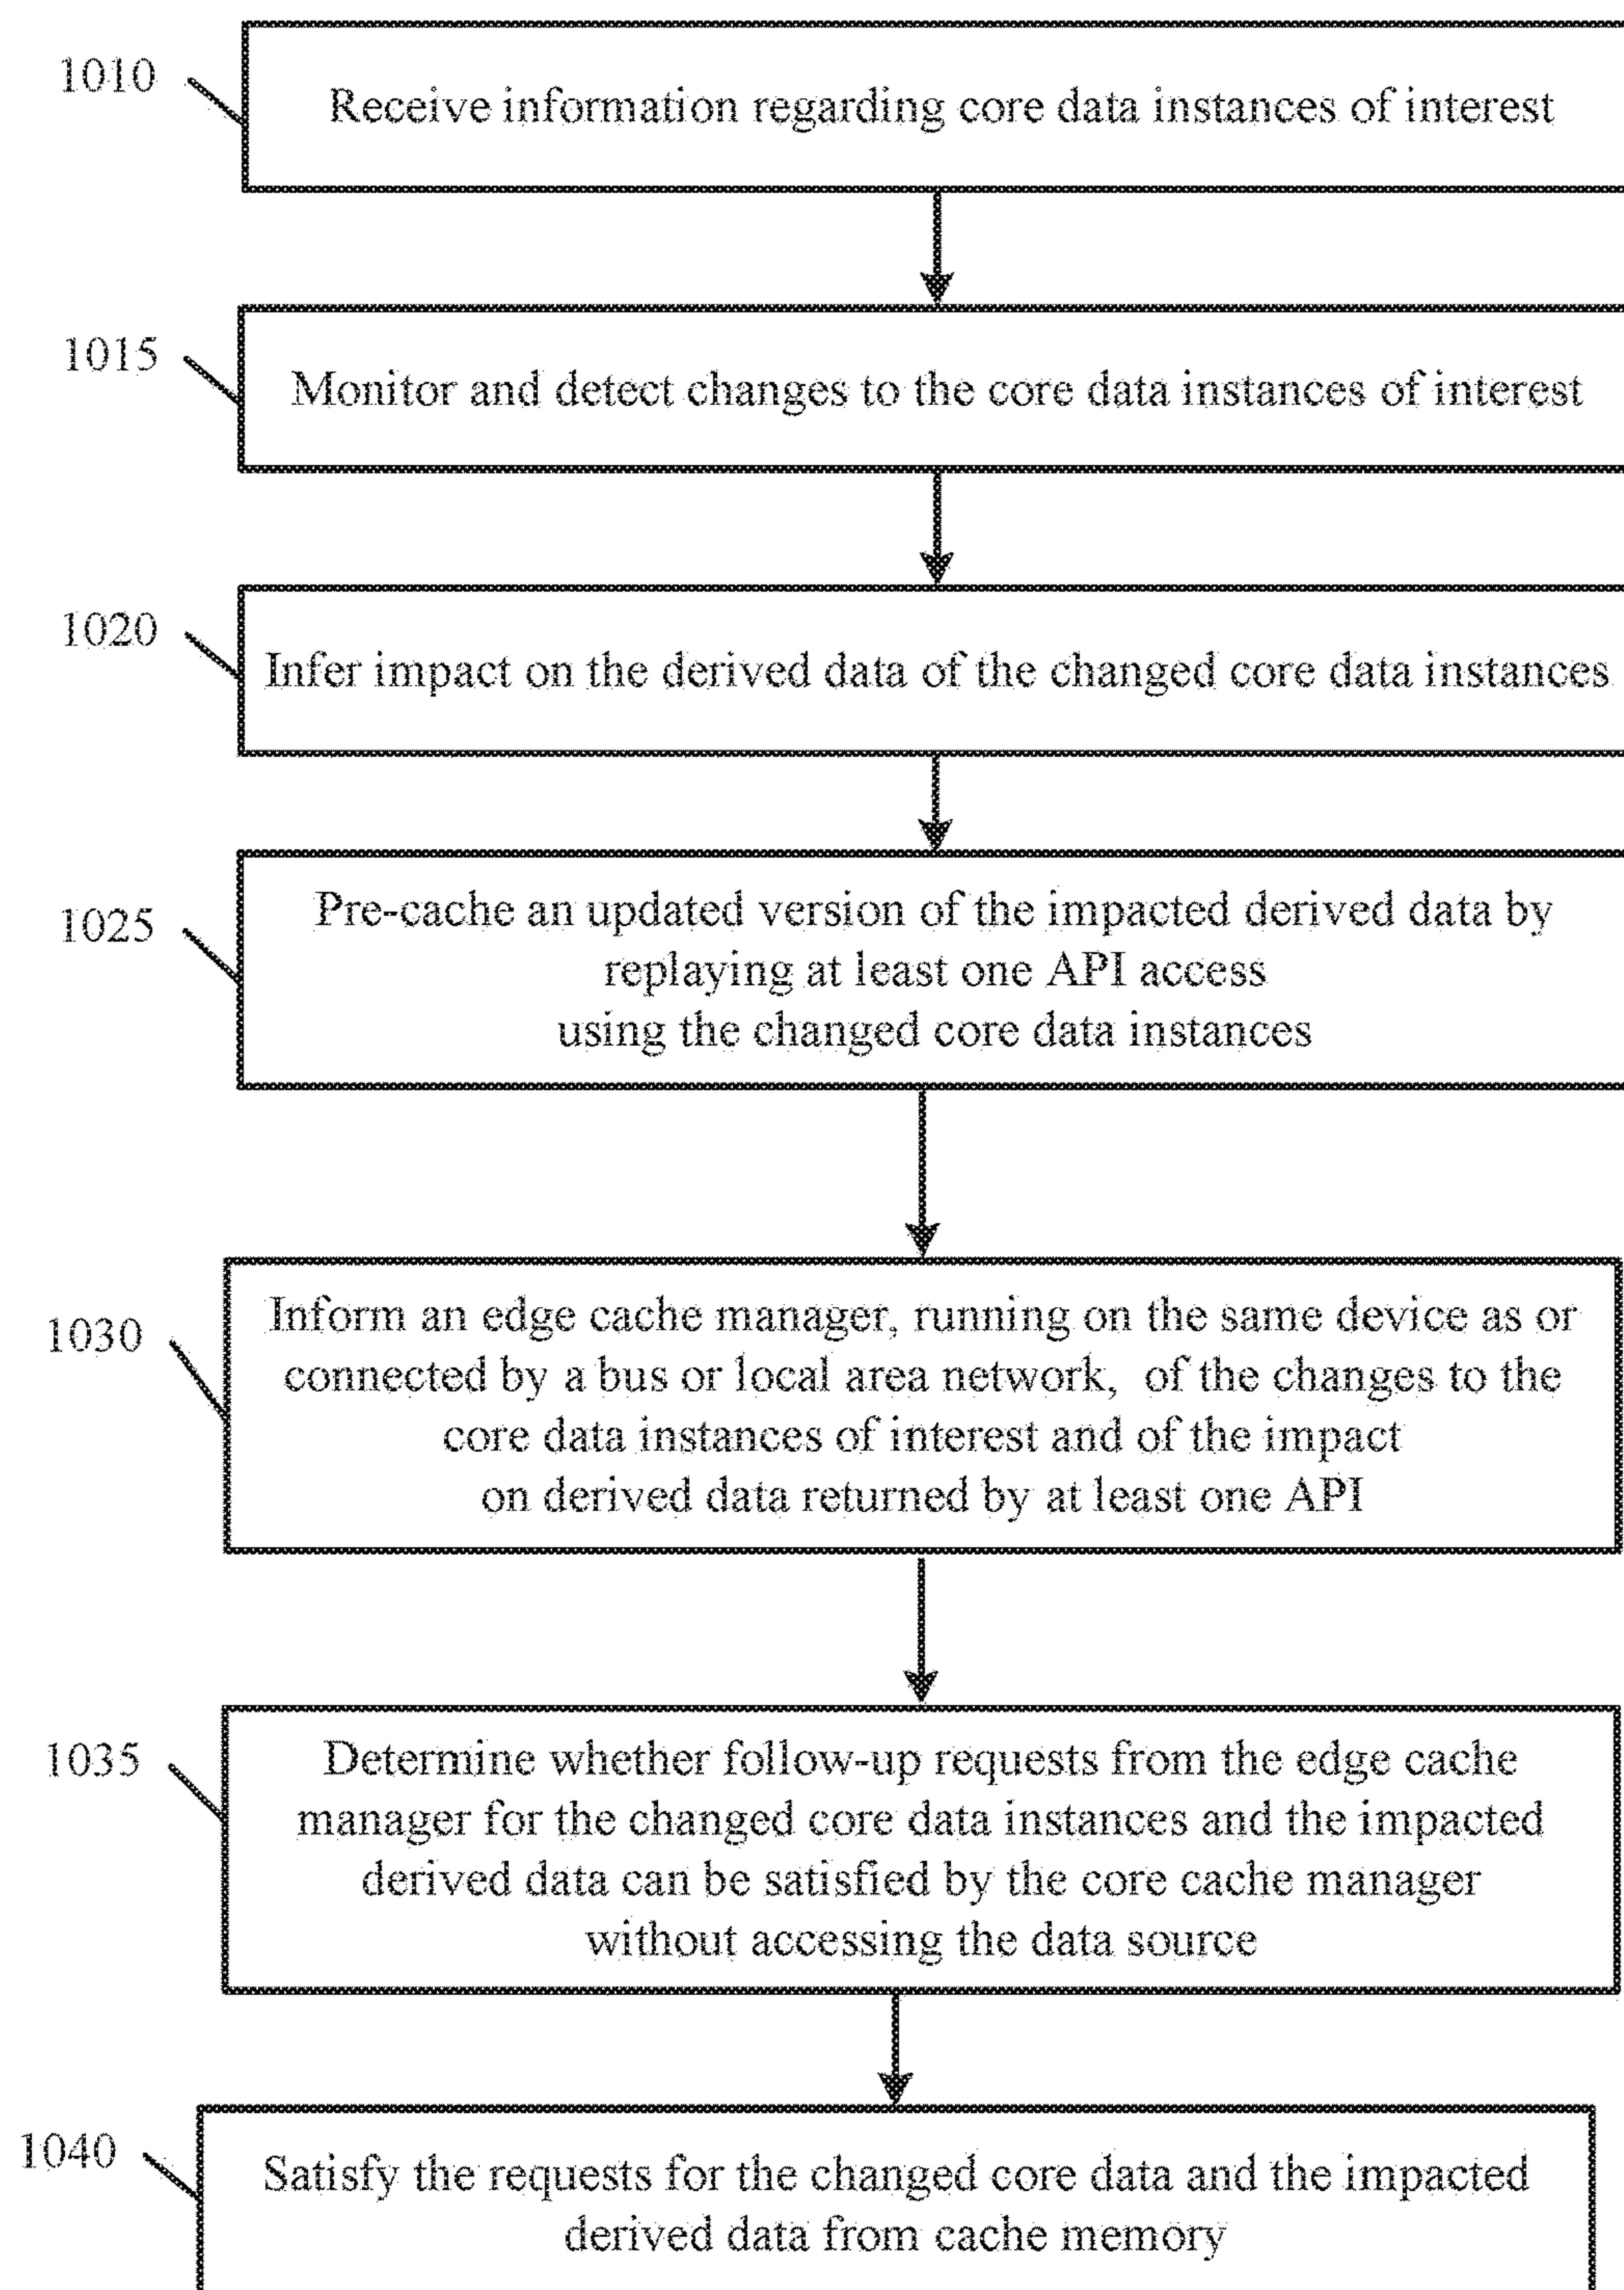 1010
Receive information regarding core data instances of interest
1015
Monitor and detect changes to the core data instances of interest
1020
Infer impact on the derived data of the changed core data instances
1025
Pre-cache an updated version of the impacted derived data by
replaying at least one API access
using the changed core data instances
1030
Inform an edge cache manager, running on the same device as or
connected by a bus or local area network, of the changes to the
core data instances of interest and of the impact
on derived data returned by at least one API
1035
Determine whether follow-up requests from the edge cache
manager for the changed core data instances and the impacted
derived data can be satisfied by the core cache manager
without accessing the data source
1040
Satisfy the requests for the changed core data and the impacted
derived data from cache memory